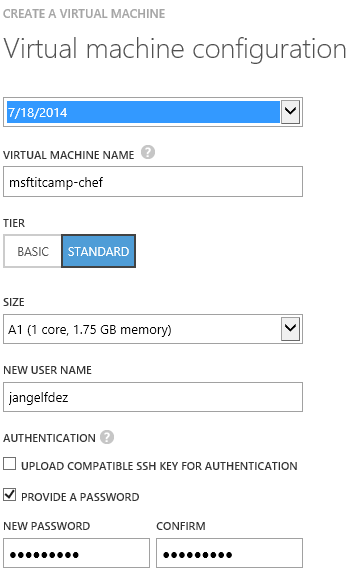 CREATE A VIRTUAL MACHINE
Virtual machine configuration
7/18/2014
VIRTUAL MACHINE NAME ?
msftitcamp-chef
TIER
BASIC STANDARD
SIZE
A1 (1 core, 1.75 GB memory)
NEW USER NAME
jangelfdez
AUTHENTICATION ?
UPLOAD COMPATIBLE SSH KEY FOR AUTHENTICATION
PROVIDE A PASSWORD
NEW PASSWORD CONFIRM
●●●●●●●●● ●●●●●●●●●